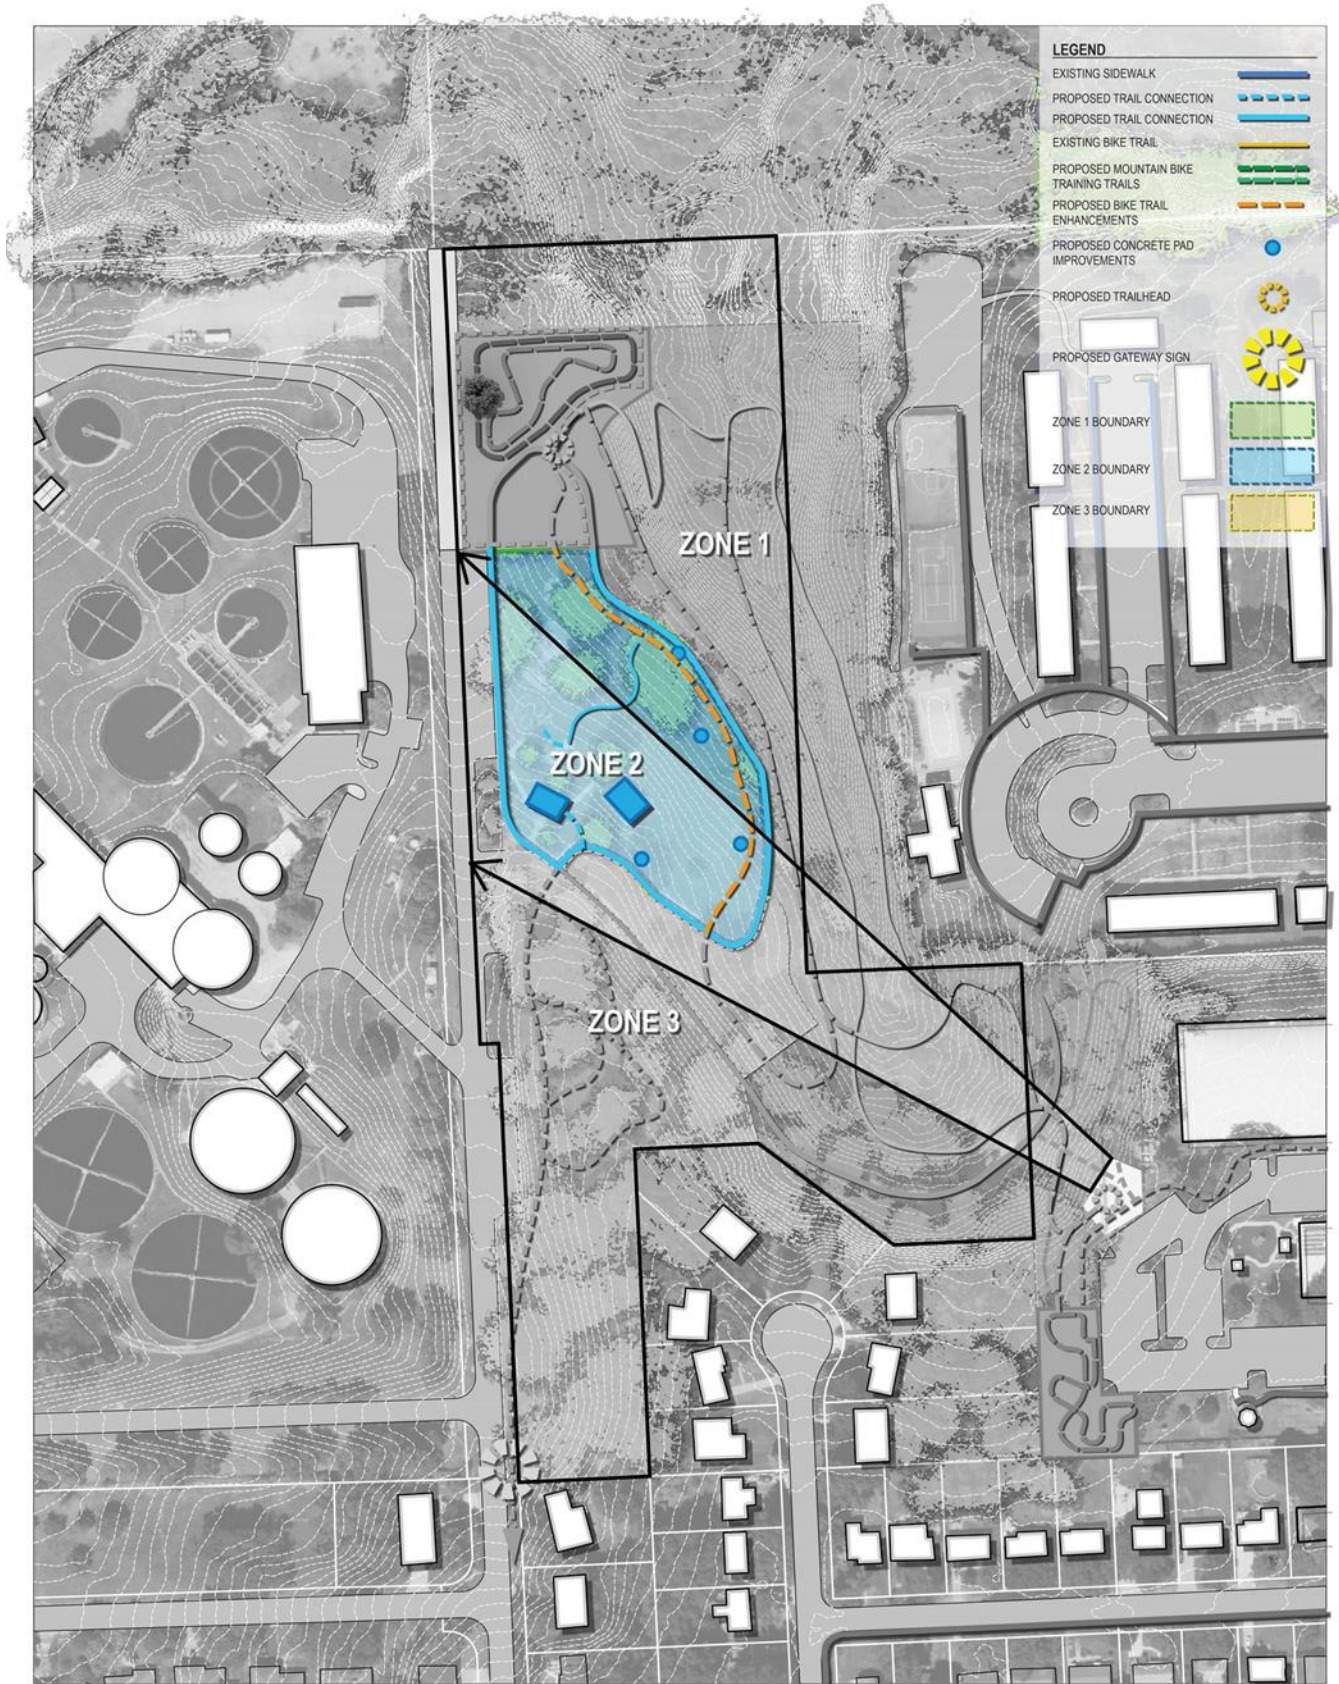 LEGEND
EXISTING SIDEWALK
PROPOSED TRAIL CONNECTION
PROPOSED TRAIL CONNECTION
EXISTING BIKE TRAIL
PROPOSED MOUNTAIN BIKE
TRAINING TRAILS
PROPOSED BIKE TRAIL
ENHANCEMENTS
PROPOSED CONCRETE PAD
IMPROVEMENTS
PROPOSED TRAILHEAD
PROPOSED GATEWAY SIGN
ZONE 1 BOUNDARY
ZONE 2 BOUNDARY
ZONE 3 BOUNDARY
ZONE 1
ZONE 2
ZONE 3